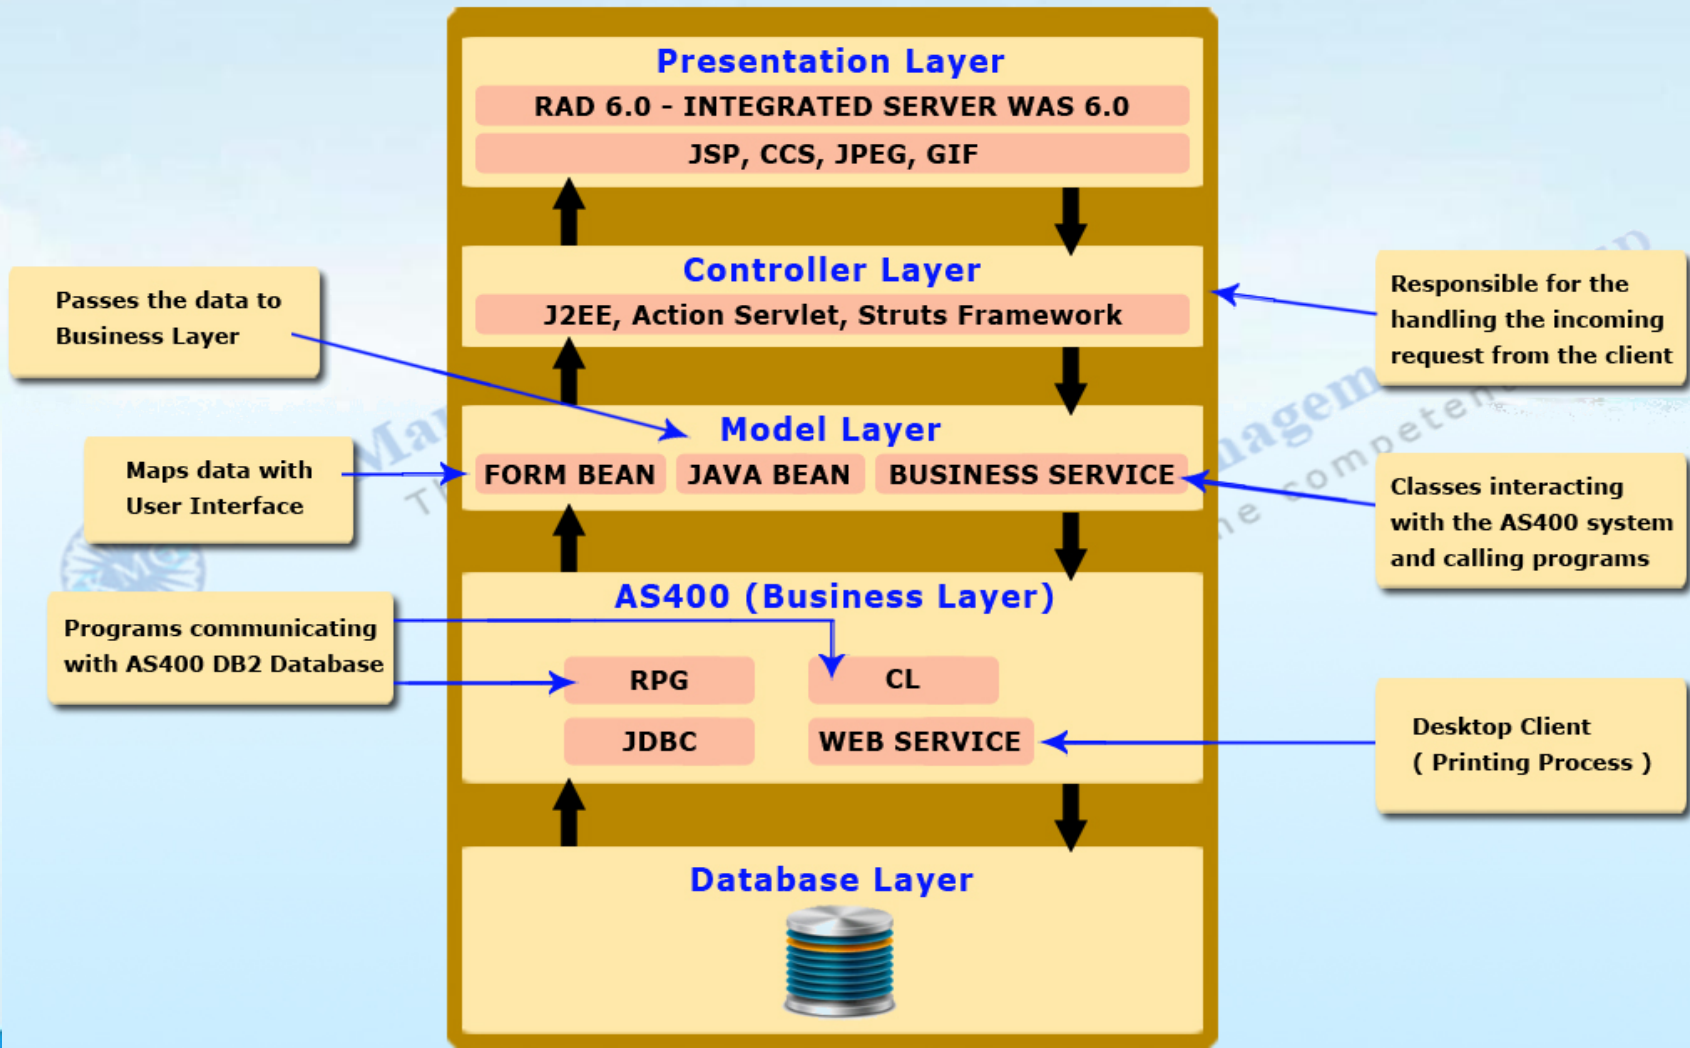 Presentation Layer
RAD 6.0 - INTEGRATED SERVER WAS 6.0
JSP, CCS, JPEG, GIF
Controller Layer
J2EE, Action Servlet, Struts Framework
Passes the data to
Business Layer
Responsible for the
handling the incoming
request from the client
Model Layer
FORM BEAN
JAVA BEAN
BUSINESS SERVICE
Maps data with
User Interface
Classes interacting
with the AS400 system
and calling programs
AS400 (Business Layer)
Programs communicating
with AS400 DB2 Database
RPG
CL
JDBC
WEB SERVICE
Desktop Client
( Printing Process )
Database Layer